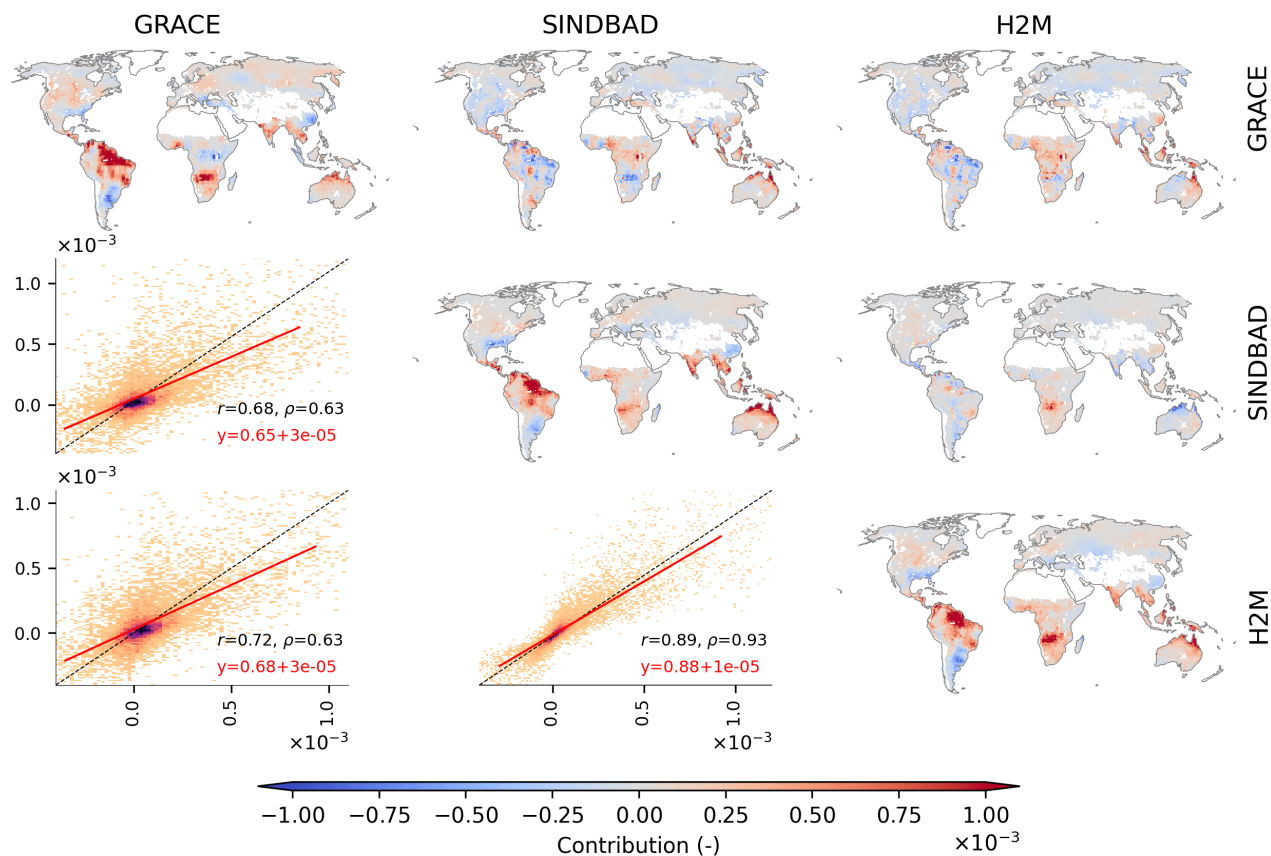 GRACE SINDBAD H2M
GRACE
×10⁻³
1.0
0.5
0.0
r=0.68, ρ=0.63
y=0.65+3e-05
SINDBAD
×10⁻³
1.0
0.5
0.0
r=0.72, ρ=0.63
y=0.68+3e-05
0.0 0.5 1.0
×10⁻³
r=0.89, ρ=0.93
y=0.88+1e-05
0.0 0.5 1.0
×10⁻³
H2M
−1.00 −0.75 −0.50 −0.25 0.00 0.25 0.50 0.75 1.00
×10⁻³
Contribution (-)